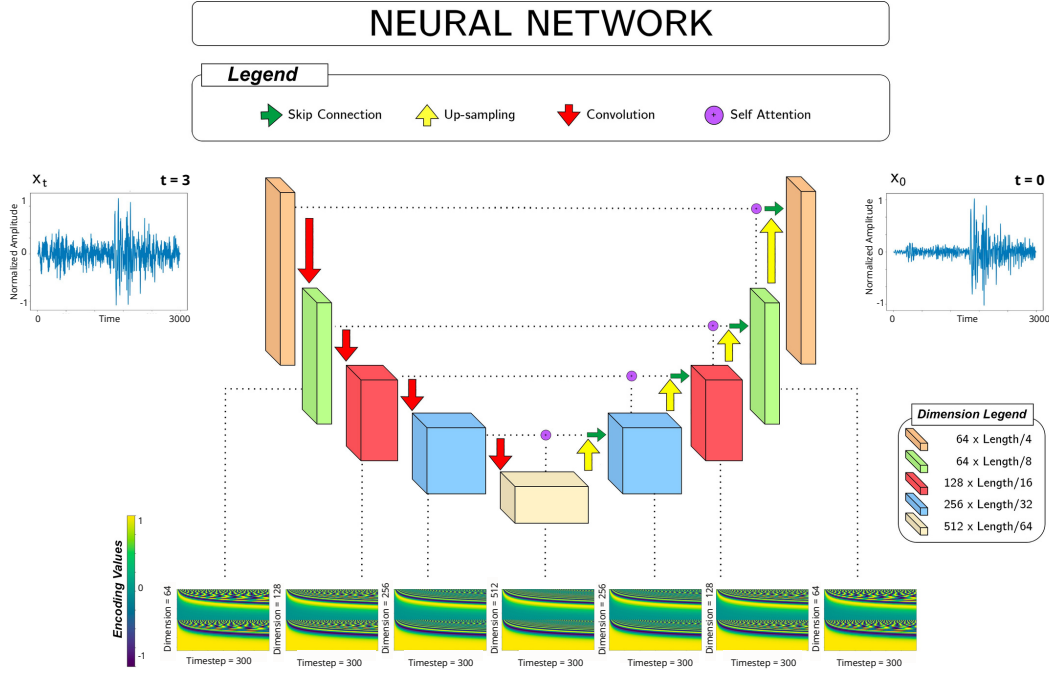 NEURAL NETWORK
Legend
Skip Connection
Up-sampling
Convolution
Self Attention
Xt
t = 3
Normalized Amplitude
1
0
-1
0
Time
3000
X0
t = 0
Normalized Amplitude
1
0
-1
0
Time
3000
Dimension Legend
64 x Length/4
64 x Length/8
128 x Length/16
256 x Length/32
512 x Length/64
Encoding Values
1
0
-1
Dimension = 64
Timestep = 300
Dimension = 128
Timestep = 300
Dimension = 256
Timestep = 300
Dimension = 512
Timestep = 300
Dimension = 256
Timestep = 300
Dimension = 128
Timestep = 300
Dimension = 64
Timestep = 300